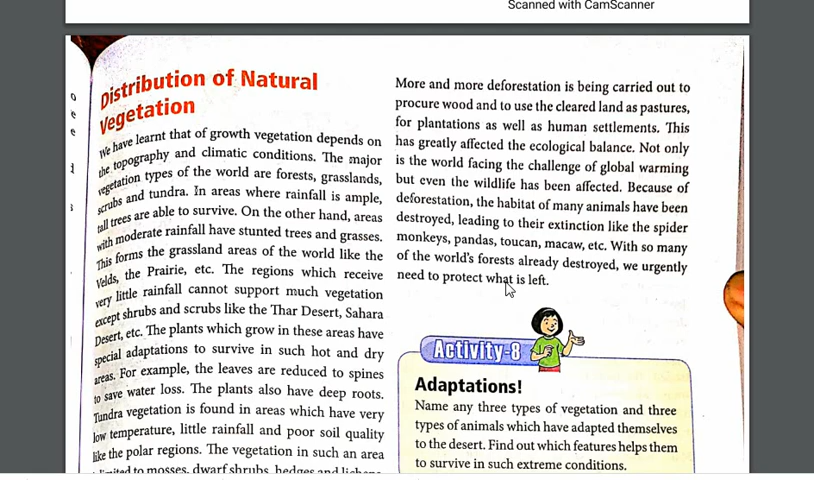 Scanned with CamScanner
Distribution of Natural
Vegetation
We have learnt that of growth vegetation depends on
the topography and climatic conditions. The major
vegetation types of the world are forests, grasslands,
scrubs and tundra. In areas where rainfall is ample,
tall trees are able to survive. On the other hand, areas
with moderate rainfall have stunted trees and grasses.
This forms the grassland areas of the world like the
Velds, the Prairie, etc. The regions which receive
very little rainfall cannot support much vegetation
except shrubs and scrubs like the Thar Desert, Sahara
Desert, etc. The plants which grow in these areas have
special adaptations to survive in such hot and dry
areas. For example, the leaves are reduced to spines
to save water loss. The plants also have deep roots.
Tundra vegetation is found in areas which have very
low temperature, little rainfall and poor soil quality
like the polar regions. The vegetation in such an area
to mosses, dwarf shrubs, hedges and
More and more deforestation is being carried out to
procure wood and to use the cleared land as pastures,
for plantations as well as human settlements. This
has greatly affected the ecological balance. Not only
is the world facing the challenge of global warming
but even the wildlife has been affected. Because of
deforestation, the habitat of many animals have been
destroyed, leading to their extinction like the spider
monkeys, pandas, toucan, macaw, etc. With so many
of the world's forests already destroyed, we urgently
need to protect what is left.
Activity-8
Adaptations!
Name any three types of vegetation and three
types of animals which have adapted themselves
to the desert. Find out which features helps them
to survive in such extreme conditions.